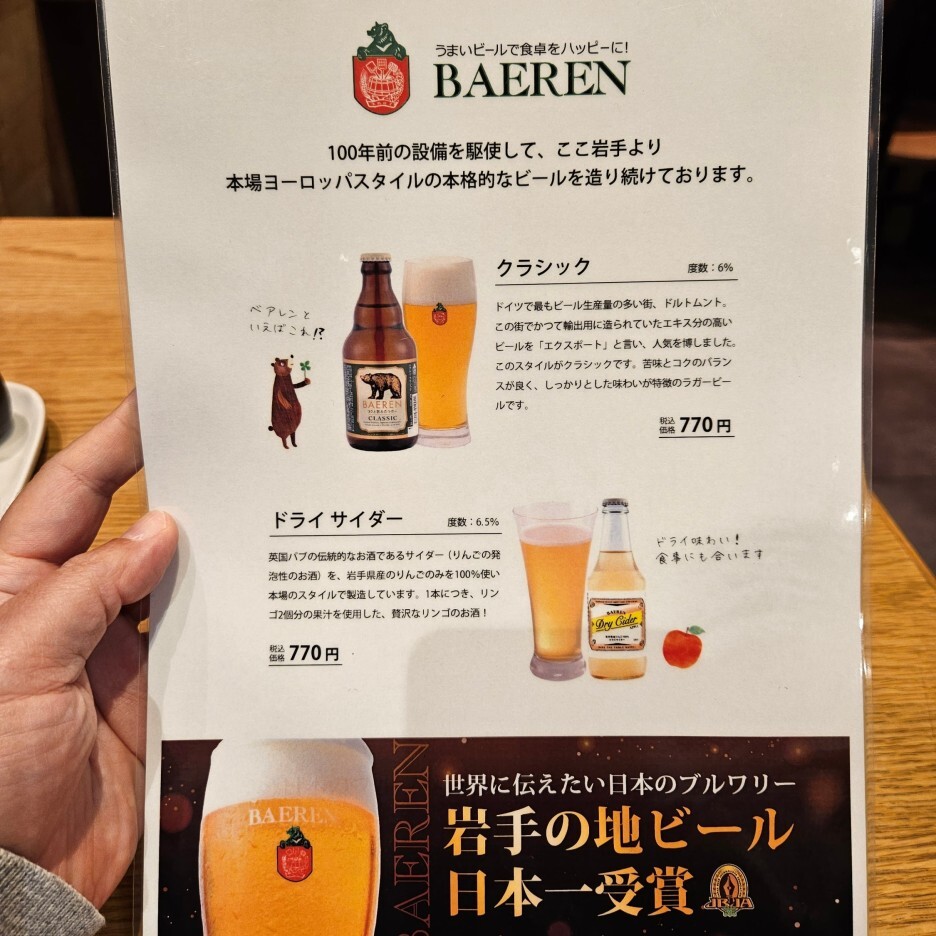 うまいビールで食卓をハッピーに!
BAEREN
100年前の設備を駆使して、ここ岩手より
本場ヨーロッパスタイルの本格的なビールを造り続けております。
クラシック
度数：6%
ドイツで最もビール生産量の多い街、ドルトムント。
この街でかつて輸出用に造られていたエキス分の高い
ビールを「エクスポート」と言い、人気を博しました。
このスタイルがクラシックです。苦味とコクのバラン
スが良く、しっかりとした味わいが特徴のラガービー
ルです。
税込
価格 770円
ベアレンと
いえばこれ!?
BAEREN
CLASSIC
ドライ サイダー
度数：6.5%
英国パブの伝統的なお酒であるサイダー（りんごの発
泡性のお酒）を、岩手県産のりんごのみを100%使い
本場のスタイルで製造しています。1本につき、リン
ゴ2個分の果汁を使用した、贅沢なリンゴのお酒！
税込
価格 770円
ドライ味わい!
食事にも合います
BAEREN
Dry Cider
BAEREN
BAEREN
世界に伝えたい日本のブルワリー
岩手の地ビール
日本一受賞
JBJA